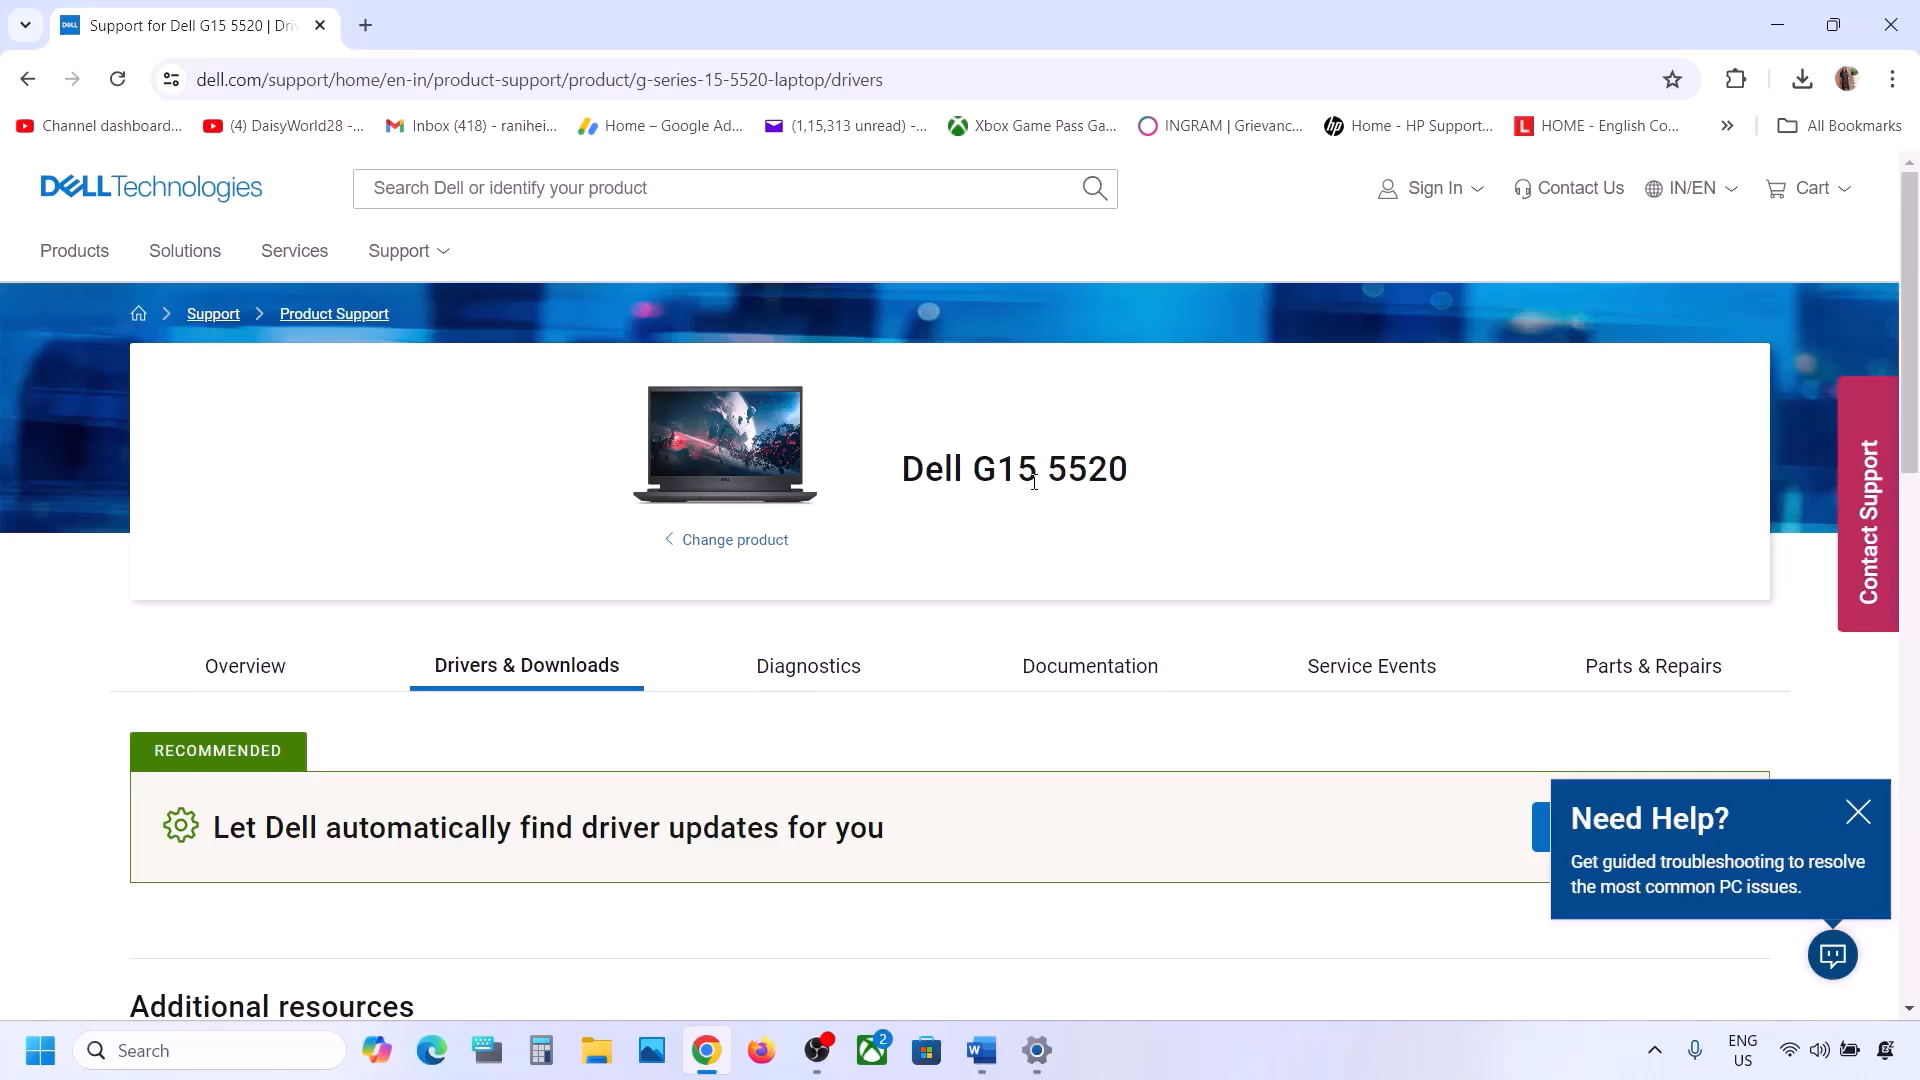 Support for Dell G15 5520 | Dri
dell.com/support/home/en-in/product-support/product/g-series-15-5520-laptop/drivers
Channel dashboard... (4) DaisyWorld28 -... Inbox (418) - ranihei... Home – Google Ad... (1,15,313 unread) -... Xbox Game Pass Ga... INGRAM | Grievanc... Home - HP Support... HOME - English Co... » All Bookmarks
DELLTechnologies Search Dell or identify your product Sign In Contact Us IN/EN Cart
Products Solutions Services Support
Support Product Support
Dell G15 5520
Change product
Contact Support
Overview Drivers & Downloads Diagnostics Documentation Service Events Parts & Repairs
RECOMMENDED
Let Dell automatically find driver updates for you
Need Help?
Get guided troubleshooting to resolve
the most common PC issues.
Additional resources
Search 2 ENG
US